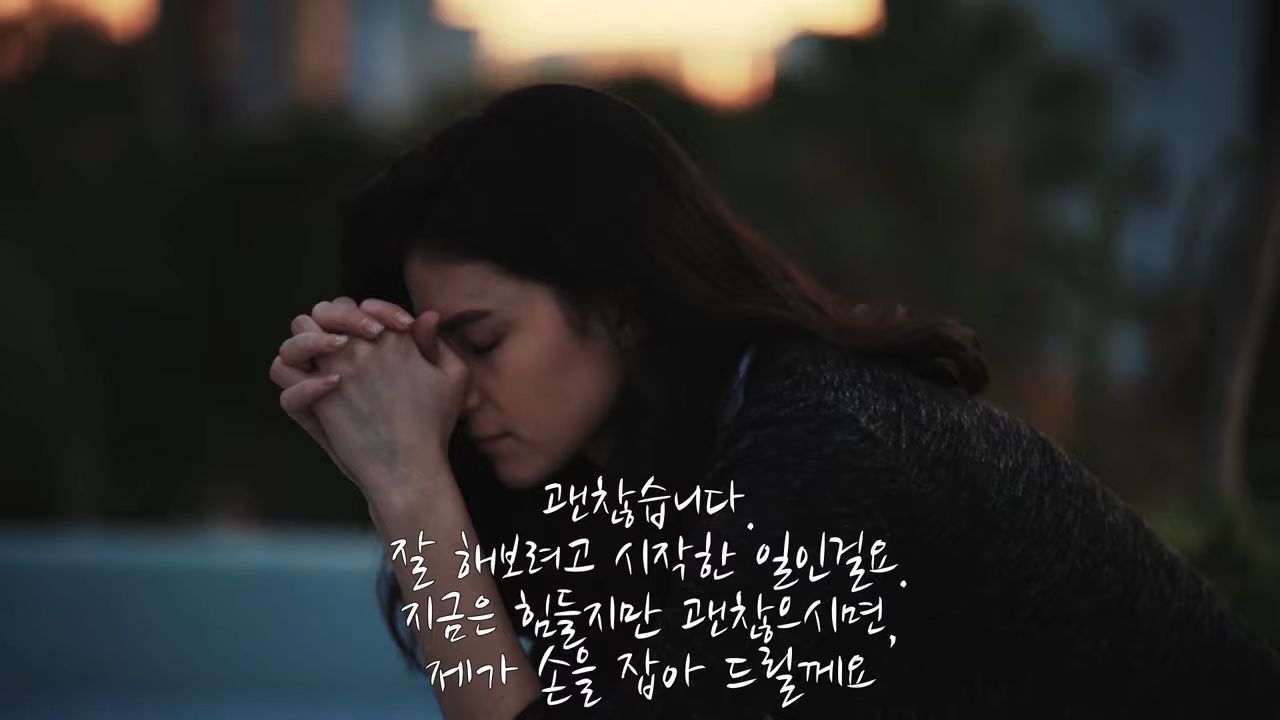 괜찮습니다.
잘 해보려고 시작한 일인걸요.
지금은 힘들지만 괜찮으시면,
제가 손을 잡아 드릴께요